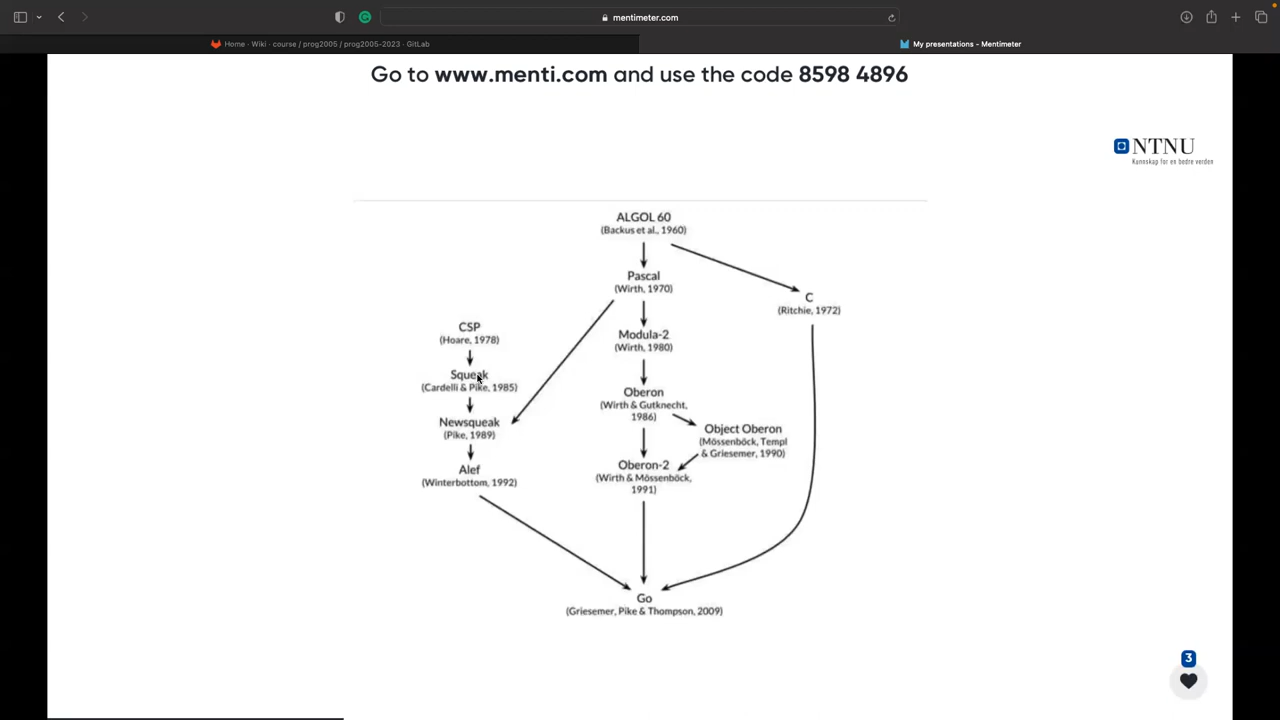 mentimeter.com
Home · Wiki · course / prog2005 / prog2005-2023 · GitLab
My presentations – Mentimeter
Go to www.menti.com and use the code 8598 4896
NTNU
Kunnskap for en bedre verden
ALGOL 60
(Backus et al., 1960)
Pascal
(Wirth, 1970)
C
(Ritchie, 1972)
CSP
(Hoare, 1978)
Modula-2
(Wirth, 1980)
Squeak
(Cardelli & Pike, 1985)
Oberon
(Wirth & Gutknecht,
1986)
Newsqueak
(Pike, 1989)
Object Oberon
(Mössenböck, Templ
& Griesemer, 1990)
Alef
(Winterbottom, 1992)
Oberon-2
(Wirth & Mössenböck,
1991)
Go
(Griesemer, Pike & Thompson, 2009)
3